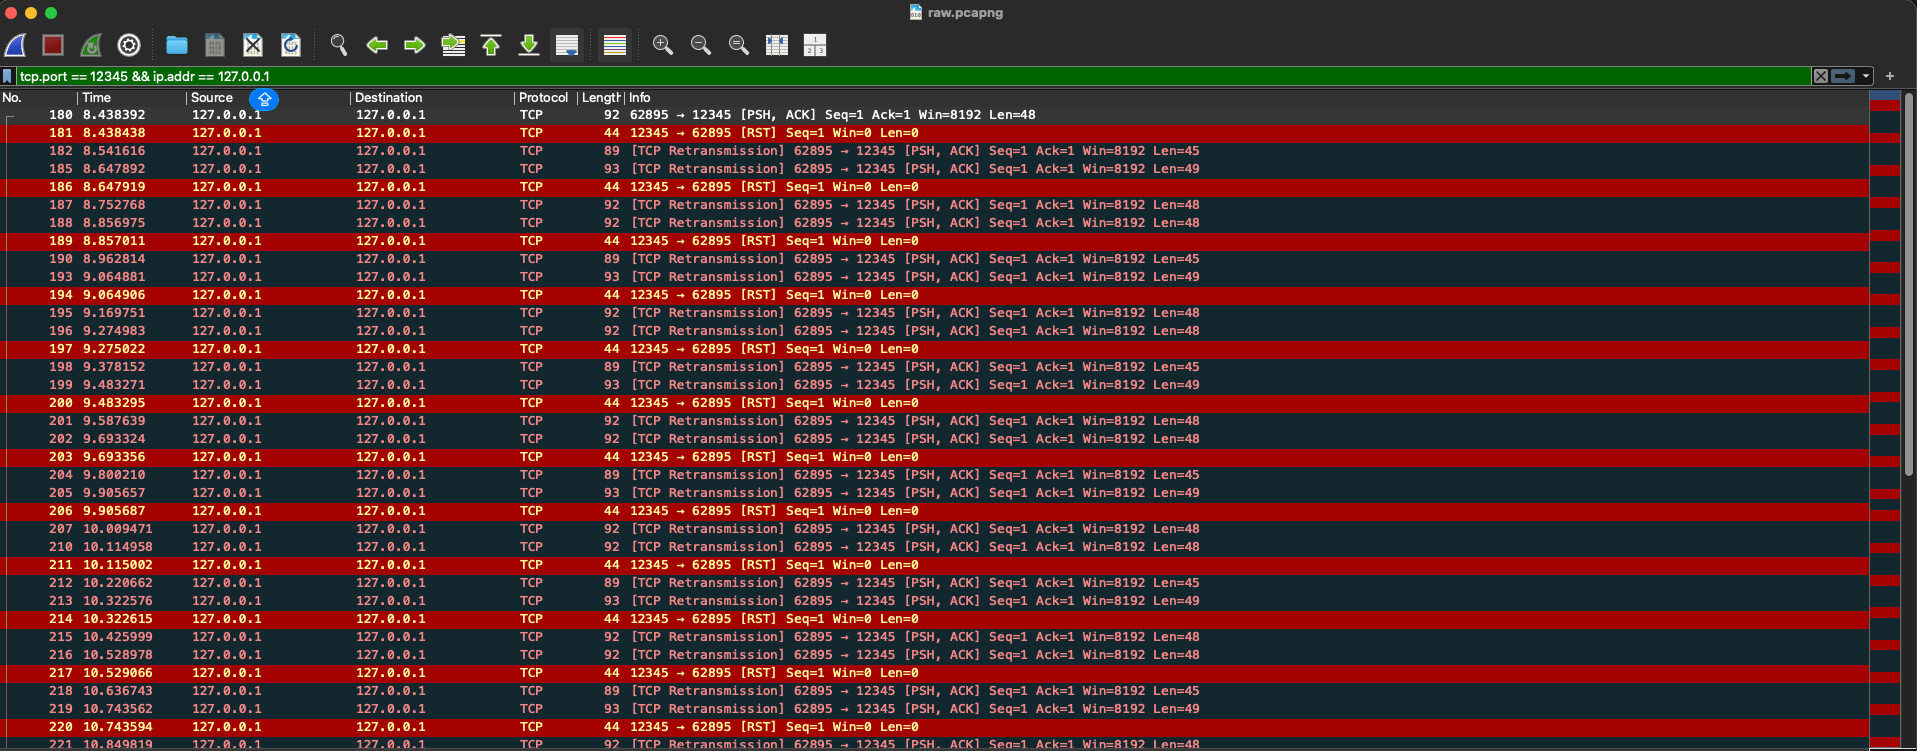 raw.pcapng
tcp.port == 12345 && ip.addr == 127.0.0.1
No. Time Source Destination Protocol Length Info
180 8.438392 127.0.0.1 127.0.0.1 TCP 92 62895 → 12345 [PSH, ACK] Seq=1 Ack=1 Win=8192 Len=48
181 8.438438 127.0.0.1 127.0.0.1 TCP 44 12345 → 62895 [RST] Seq=1 Win=0 Len=0
182 8.541616 127.0.0.1 127.0.0.1 TCP 89 [TCP Retransmission] 62895 → 12345 [PSH, ACK] Seq=1 Ack=1 Win=8192 Len=45
185 8.647892 127.0.0.1 127.0.0.1 TCP 93 [TCP Retransmission] 62895 → 12345 [PSH, ACK] Seq=1 Ack=1 Win=8192 Len=49
186 8.647919 127.0.0.1 127.0.0.1 TCP 44 12345 → 62895 [RST] Seq=1 Win=0 Len=0
187 8.752768 127.0.0.1 127.0.0.1 TCP 92 [TCP Retransmission] 62895 → 12345 [PSH, ACK] Seq=1 Ack=1 Win=8192 Len=48
188 8.856975 127.0.0.1 127.0.0.1 TCP 92 [TCP Retransmission] 62895 → 12345 [PSH, ACK] Seq=1 Ack=1 Win=8192 Len=48
189 8.857011 127.0.0.1 127.0.0.1 TCP 44 12345 → 62895 [RST] Seq=1 Win=0 Len=0
190 8.962814 127.0.0.1 127.0.0.1 TCP 89 [TCP Retransmission] 62895 → 12345 [PSH, ACK] Seq=1 Ack=1 Win=8192 Len=45
193 9.064881 127.0.0.1 127.0.0.1 TCP 93 [TCP Retransmission] 62895 → 12345 [PSH, ACK] Seq=1 Ack=1 Win=8192 Len=49
194 9.064906 127.0.0.1 127.0.0.1 TCP 44 12345 → 62895 [RST] Seq=1 Win=0 Len=0
195 9.169751 127.0.0.1 127.0.0.1 TCP 92 [TCP Retransmission] 62895 → 12345 [PSH, ACK] Seq=1 Ack=1 Win=8192 Len=48
196 9.274983 127.0.0.1 127.0.0.1 TCP 92 [TCP Retransmission] 62895 → 12345 [PSH, ACK] Seq=1 Ack=1 Win=8192 Len=48
197 9.275022 127.0.0.1 127.0.0.1 TCP 44 12345 → 62895 [RST] Seq=1 Win=0 Len=0
198 9.378152 127.0.0.1 127.0.0.1 TCP 89 [TCP Retransmission] 62895 → 12345 [PSH, ACK] Seq=1 Ack=1 Win=8192 Len=45
199 9.483271 127.0.0.1 127.0.0.1 TCP 93 [TCP Retransmission] 62895 → 12345 [PSH, ACK] Seq=1 Ack=1 Win=8192 Len=49
200 9.483295 127.0.0.1 127.0.0.1 TCP 44 12345 → 62895 [RST] Seq=1 Win=0 Len=0
201 9.587639 127.0.0.1 127.0.0.1 TCP 92 [TCP Retransmission] 62895 → 12345 [PSH, ACK] Seq=1 Ack=1 Win=8192 Len=48
202 9.693324 127.0.0.1 127.0.0.1 TCP 92 [TCP Retransmission] 62895 → 12345 [PSH, ACK] Seq=1 Ack=1 Win=8192 Len=48
203 9.693356 127.0.0.1 127.0.0.1 TCP 44 12345 → 62895 [RST] Seq=1 Win=0 Len=0
204 9.800210 127.0.0.1 127.0.0.1 TCP 89 [TCP Retransmission] 62895 → 12345 [PSH, ACK] Seq=1 Ack=1 Win=8192 Len=45
205 9.905657 127.0.0.1 127.0.0.1 TCP 93 [TCP Retransmission] 62895 → 12345 [PSH, ACK] Seq=1 Ack=1 Win=8192 Len=49
206 9.905687 127.0.0.1 127.0.0.1 TCP 44 12345 → 62895 [RST] Seq=1 Win=0 Len=0
207 10.009471 127.0.0.1 127.0.0.1 TCP 92 [TCP Retransmission] 62895 → 12345 [PSH, ACK] Seq=1 Ack=1 Win=8192 Len=48
210 10.114958 127.0.0.1 127.0.0.1 TCP 92 [TCP Retransmission] 62895 → 12345 [PSH, ACK] Seq=1 Ack=1 Win=8192 Len=48
211 10.115002 127.0.0.1 127.0.0.1 TCP 44 12345 → 62895 [RST] Seq=1 Win=0 Len=0
212 10.220662 127.0.0.1 127.0.0.1 TCP 89 [TCP Retransmission] 62895 → 12345 [PSH, ACK] Seq=1 Ack=1 Win=8192 Len=45
213 10.322576 127.0.0.1 127.0.0.1 TCP 93 [TCP Retransmission] 62895 → 12345 [PSH, ACK] Seq=1 Ack=1 Win=8192 Len=49
214 10.322615 127.0.0.1 127.0.0.1 TCP 44 12345 → 62895 [RST] Seq=1 Win=0 Len=0
215 10.425999 127.0.0.1 127.0.0.1 TCP 92 [TCP Retransmission] 62895 → 12345 [PSH, ACK] Seq=1 Ack=1 Win=8192 Len=48
216 10.528978 127.0.0.1 127.0.0.1 TCP 92 [TCP Retransmission] 62895 → 12345 [PSH, ACK] Seq=1 Ack=1 Win=8192 Len=48
217 10.529066 127.0.0.1 127.0.0.1 TCP 44 12345 → 62895 [RST] Seq=1 Win=0 Len=0
218 10.636743 127.0.0.1 127.0.0.1 TCP 89 [TCP Retransmission] 62895 → 12345 [PSH, ACK] Seq=1 Ack=1 Win=8192 Len=45
219 10.743562 127.0.0.1 127.0.0.1 TCP 93 [TCP Retransmission] 62895 → 12345 [PSH, ACK] Seq=1 Ack=1 Win=8192 Len=49
220 10.743594 127.0.0.1 127.0.0.1 TCP 44 12345 → 62895 [RST] Seq=1 Win=0 Len=0
221 10.849819 127.0.0.1 127.0.0.1 TCP 92 [TCP Retransmission] 62895 → 12345 [PSH, ACK] Seq=1 Ack=1 Win=8192 Len=48